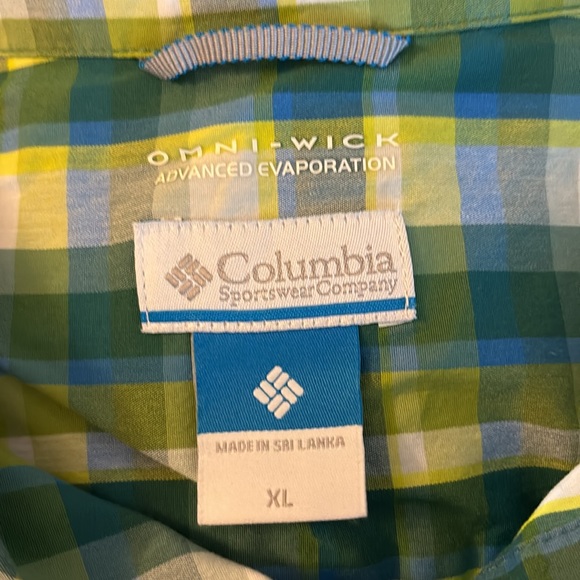 OMNI-WICK
ADVANCED EVAPORATION
Columbia
Sportswear Company
MADE IN SRI LANKA
XL